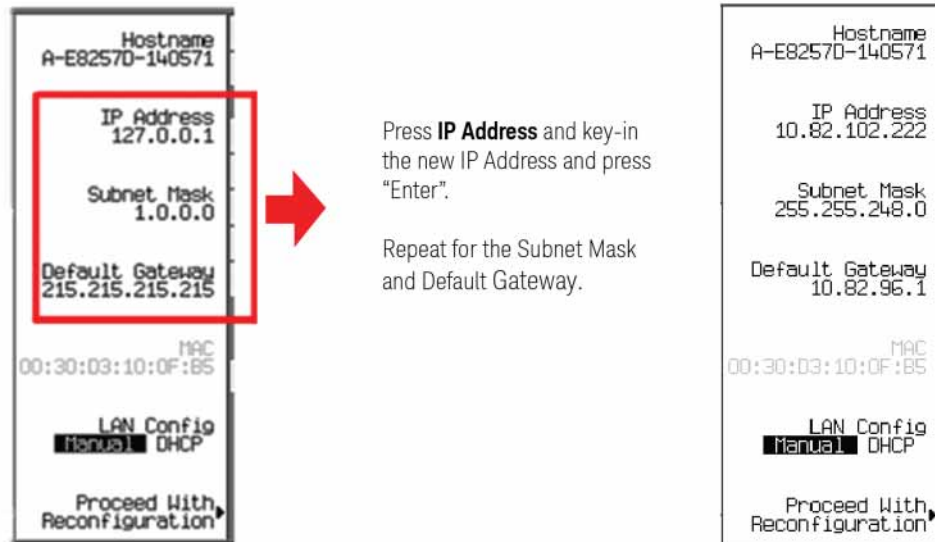 Hostname
A-E8257D-140571
IP Address
127.0.0.1
Subnet Mask
1.0.0.0
Default Gateway
215.215.215.215
MAC
00:30:D3:10:0F:B5
LAN Config
Manual DHCP
Proceed With
Reconfiguration
Press IP Address and key-in
the new IP Address and press
“Enter”.
Repeat for the Subnet Mask
and Default Gateway.
Hostname
A-E8257D-140571
IP Address
10.82.102.222
Subnet Mask
255.255.248.0
Default Gateway
10.82.96.1
MAC
00:30:D3:10:0F:B5
LAN Config
Manual DHCP
Proceed With
Reconfiguration